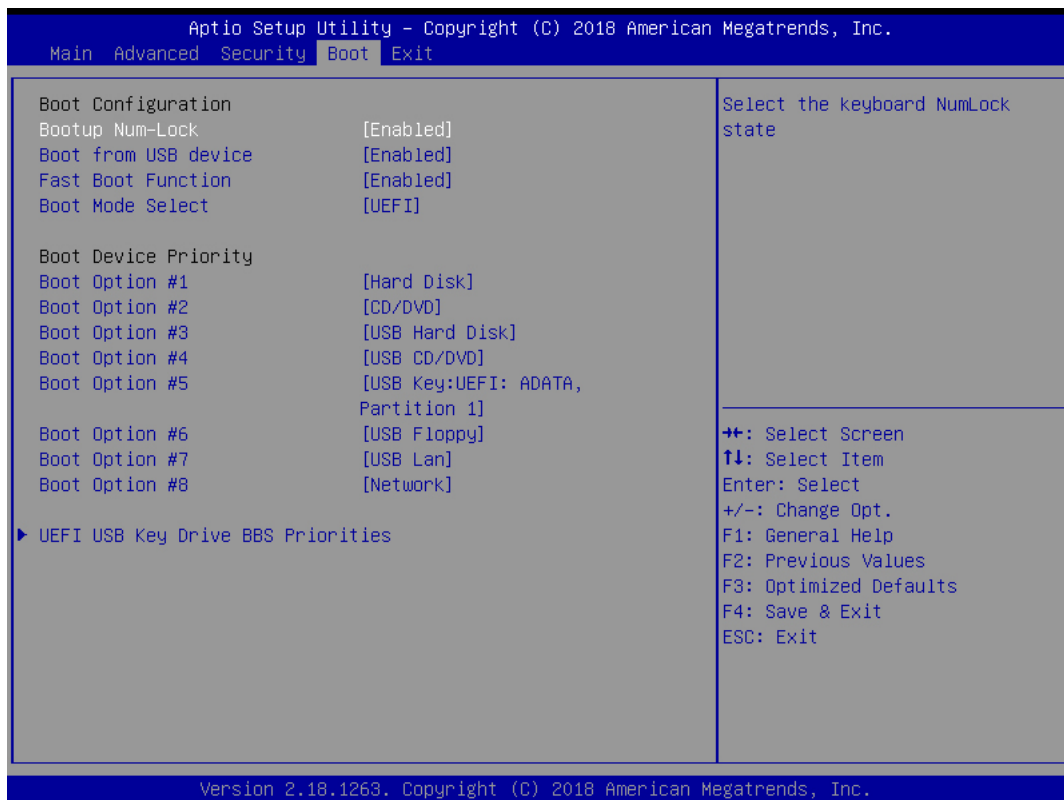 Aptio Setup Utility – Copyright (C) 2018 American Megatrends, Inc.
Main Advanced Security Boot Exit
Boot Configuration
Bootup Num-Lock [Enabled]
Boot from USB device [Enabled]
Fast Boot Function [Enabled]
Boot Mode Select [UEFI]
Boot Device Priority
Boot Option #1 [Hard Disk]
Boot Option #2 [CD/DVD]
Boot Option #3 [USB Hard Disk]
Boot Option #4 [USB CD/DVD]
Boot Option #5 [USB Key:UEFI: ADATA,
Partition 1]
Boot Option #6 [USB Floppy]
Boot Option #7 [USB Lan]
Boot Option #8 [Network]
▶ UEFI USB Key Drive BBS Priorities
Select the keyboard NumLock
state
→←: Select Screen
↑↓: Select Item
Enter: Select
+/-: Change Opt.
F1: General Help
F2: Previous Values
F3: Optimized Defaults
F4: Save & Exit
ESC: Exit
Version 2.18.1263. Copyright (C) 2018 American Megatrends, Inc.